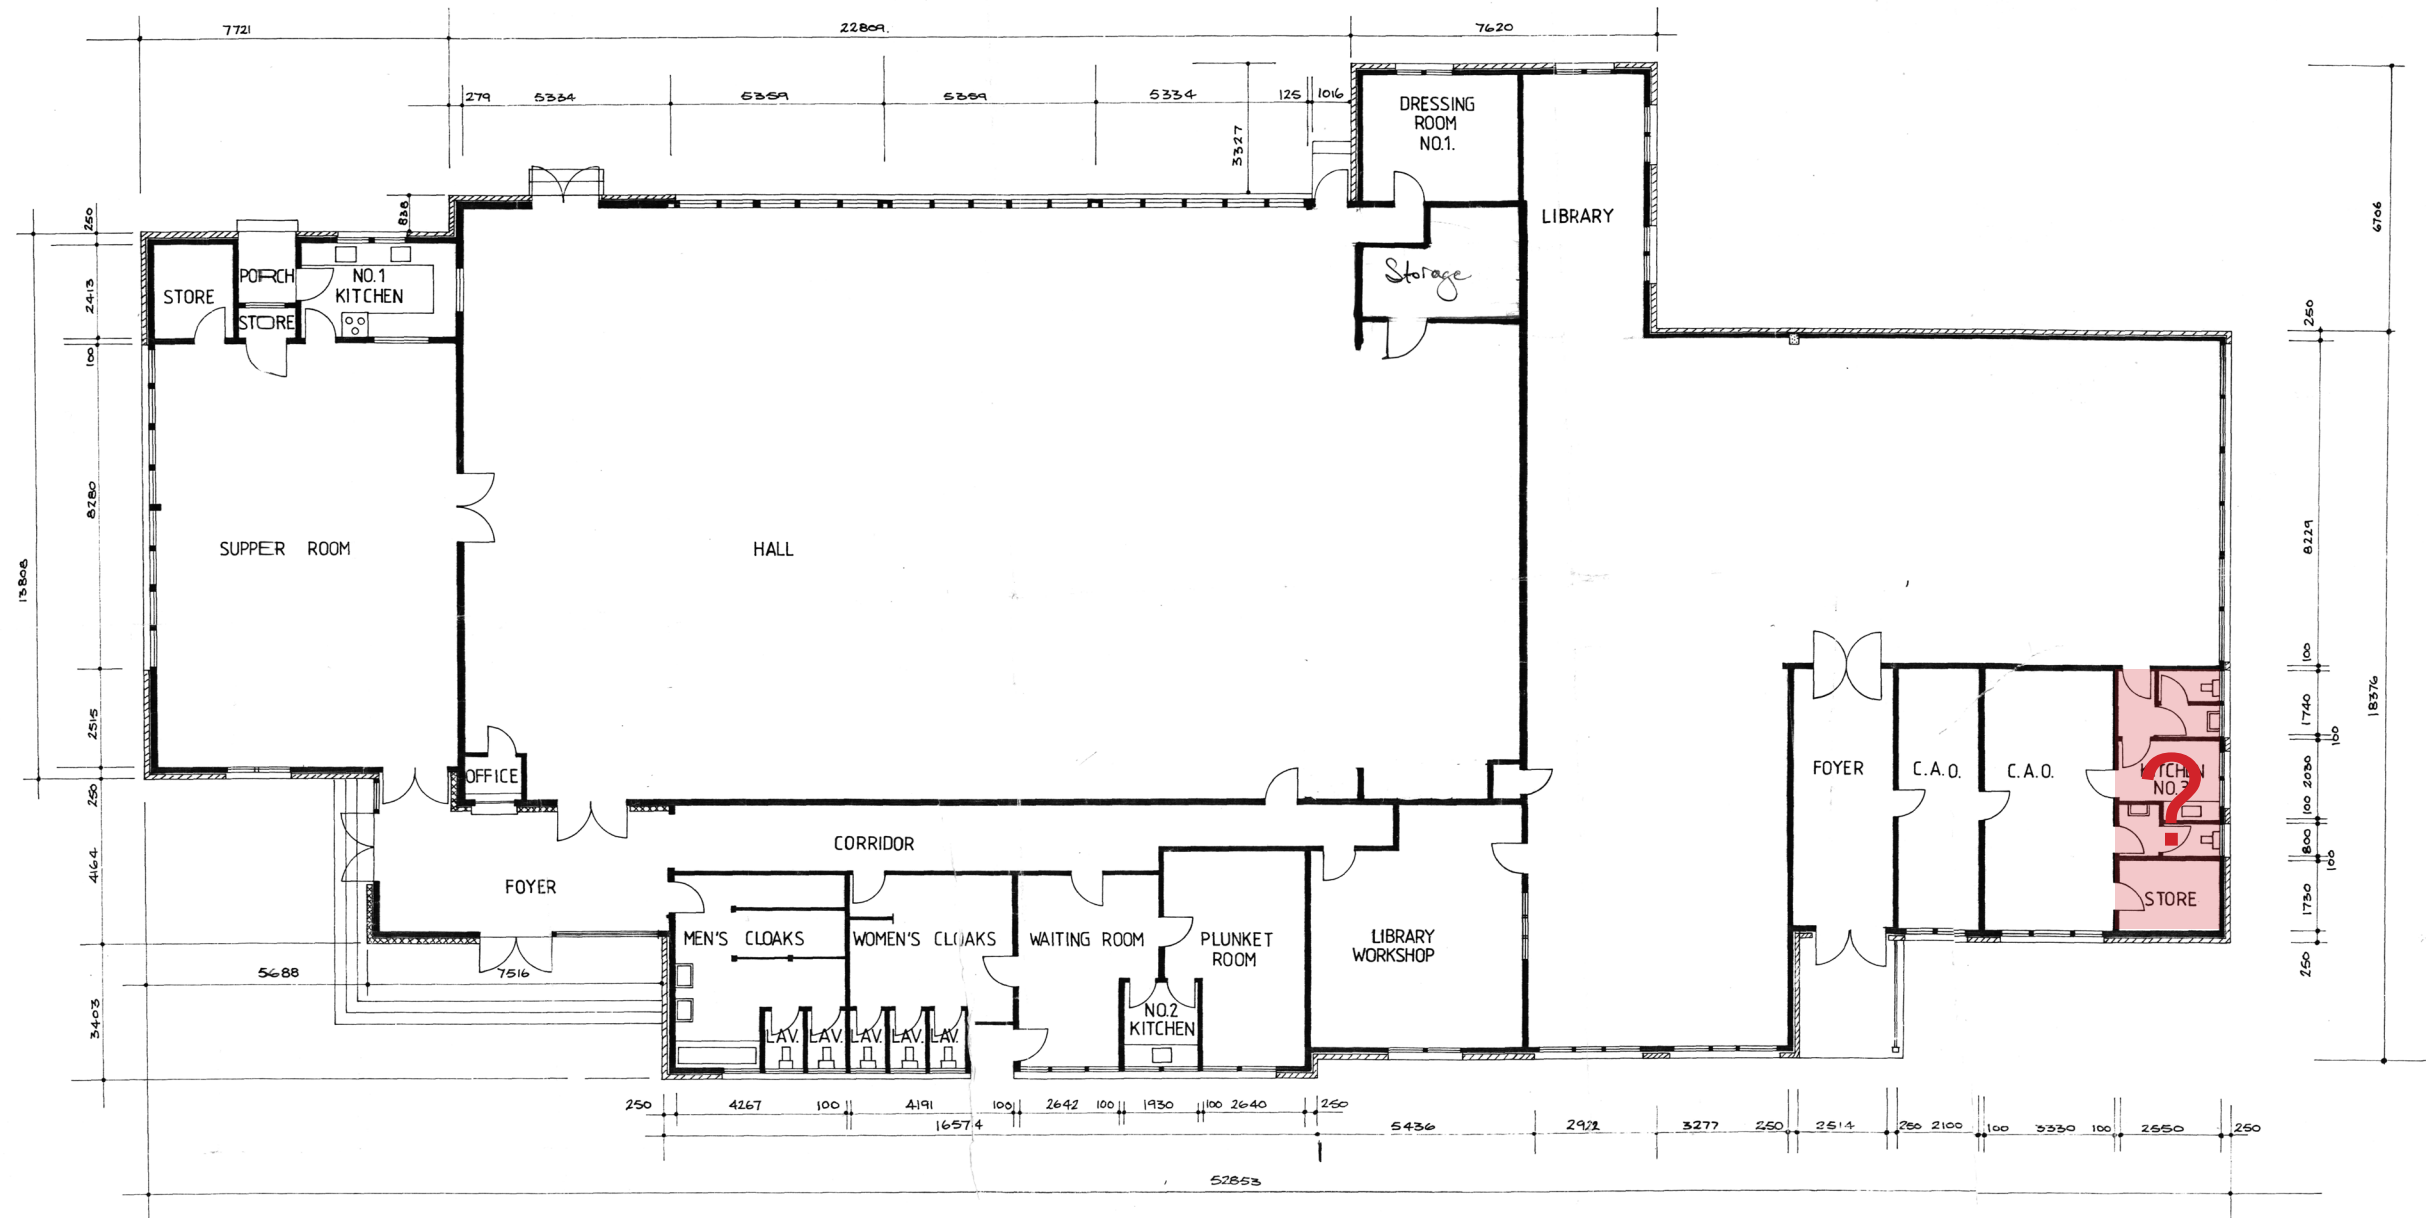 7721
22809.
7620
279
5334
5359
5359
5334
125
1016
3327
DRESSING
ROOM
NO.1.
LIBRARY
6706
250
838
250
2413
100
STORE
PORCH
STORE
NO.1
KITCHEN
Storage
8280
13808
SUPPER ROOM
HALL
8229
100
18376
2515
250
4164
3403
OFFICE
CORRIDOR
FOYER
FOYER
C.A.O.
C.A.O.
KITCHEN
NO.3
?
STORE
1740
100
2030
100
800
100
1730
250
MEN'S CLOAKS
WOMEN'S CLOAKS
WAITING ROOM
PLUNKET
ROOM
LIBRARY
WORKSHOP
NO.2
KITCHEN
LAV.
LAV.
LAV.
LAV.
LAV.
5688
7516
250
4267
100
4191
100
2642
100
1930
100
2640
250
16574
5436
2922
3277
250
2514
250
2100
100
3330
100
2550
250
52853